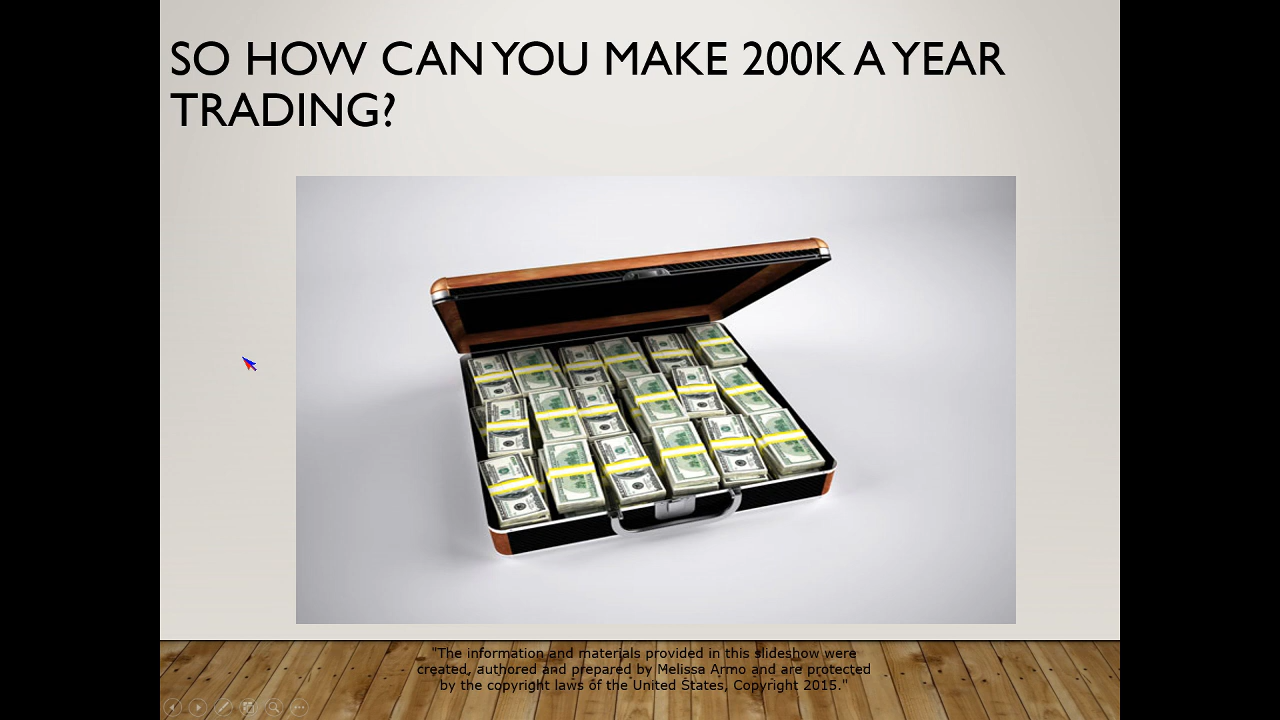 SO HOW CAN YOU MAKE 200K A YEAR
TRADING?
"The information and materials provided in this slideshow were
created, authored and prepared by Melissa Armo and are protected
by the copyright laws of the United States, Copyright 2015."